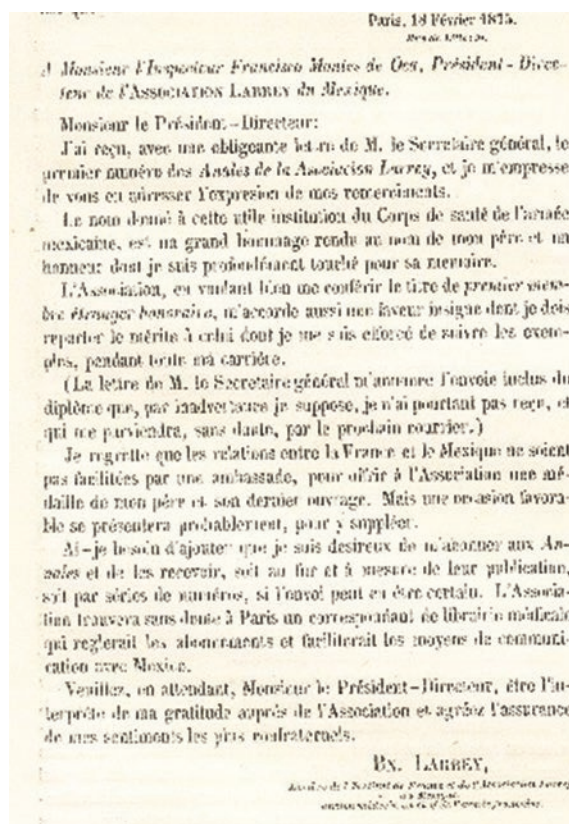 Paris, 18 Février 1875.
A Monsieur l'Inspecteur Francisco Montes de Oca, Président-Direc-
teur de l'ASSOCIATION LARREY du Mexique.
Monsieur le Président-Directeur:
J'ai reçu, avec une obligeante lettre de M. le Secretaire général, le
premier numéro des Anales de la Asociacion Larrey, et je m'empresse
de vous en adresser l'expresion de mes remerciments.
Le nom donné à cette utile institution du Corps de santé de l'armée
mexicaine, est un grand hommage rendu au nom de mon père et un
honneur dont je suis profondément touché pour sa memoire.
L'Association, en voulant bien me conférir le titre de premier mem-
bre étranger honoraire, m'accorde aussi une faveur insigne dont je dois
reporter le mérite à celui dont je me suis efforcé de suivre les exem-
ples, pendant toute ma carrière.
(La lettre de M. le Secretaire général m'annonce l'envoie inclus du
diplôme que, par inadvertance je suppose, je n'ai pourtant pas reçu, et
qui me parviendra, sans doute, par le prochain courrier.)
Je regrette que les relations entre la France et le Mexique ne soient
pas facilitées par une ambassade, pour offrir à l'Association une mé-
daille de mon père et son dernier ouvrage. Mais une occasion favora-
ble se présentera probablement, pour y suppléer.
Ai-je besoin d'ajouter que je suis desireux de m'abonner aux An-
nales et de les recevoir, soit au fur et à mesure de leur publication,
soit par séries de numéros, si l'envoi peut en être certain. L'Associa-
tion trouvera sans doute à Paris un correspondant de librairie médicale
qui reglerait les abonnements et faciliterait les moyens de communi-
cation avec Mexico.
Veuillez, en attendant, Monsieur le Président-Directeur, être l'in-
terprète de ma gratitude auprès de l'Association et agréez l'assurance
de mes sentiments les plus confraternels.
BN. LARREY,